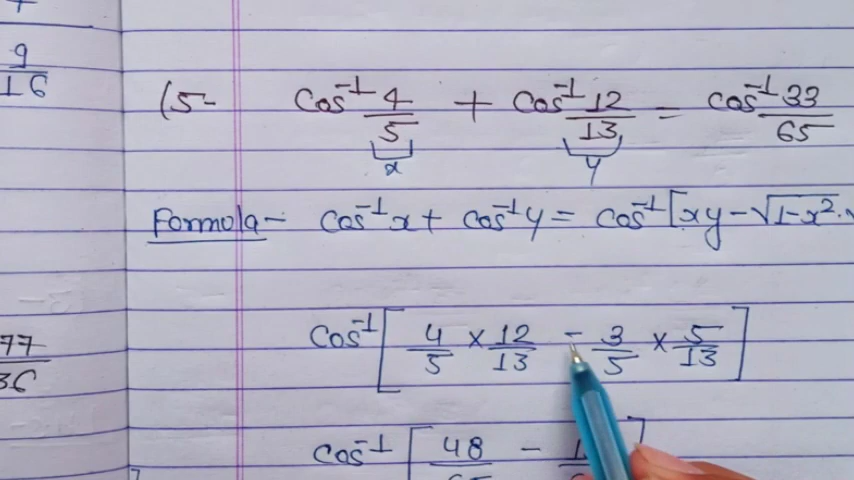 9/16
(5- Cos⁻¹ 4/5 + Cos⁻¹ 12/13 = Cos⁻¹ 33/65
x y
Formola- Cos⁻¹x + Cos⁻¹y = Cos⁻¹[xy - √1-x².
Cos⁻¹[4/5 × 12/13 - 3/5 × 5/13]
77/36
Cos⁻¹[48/65 -